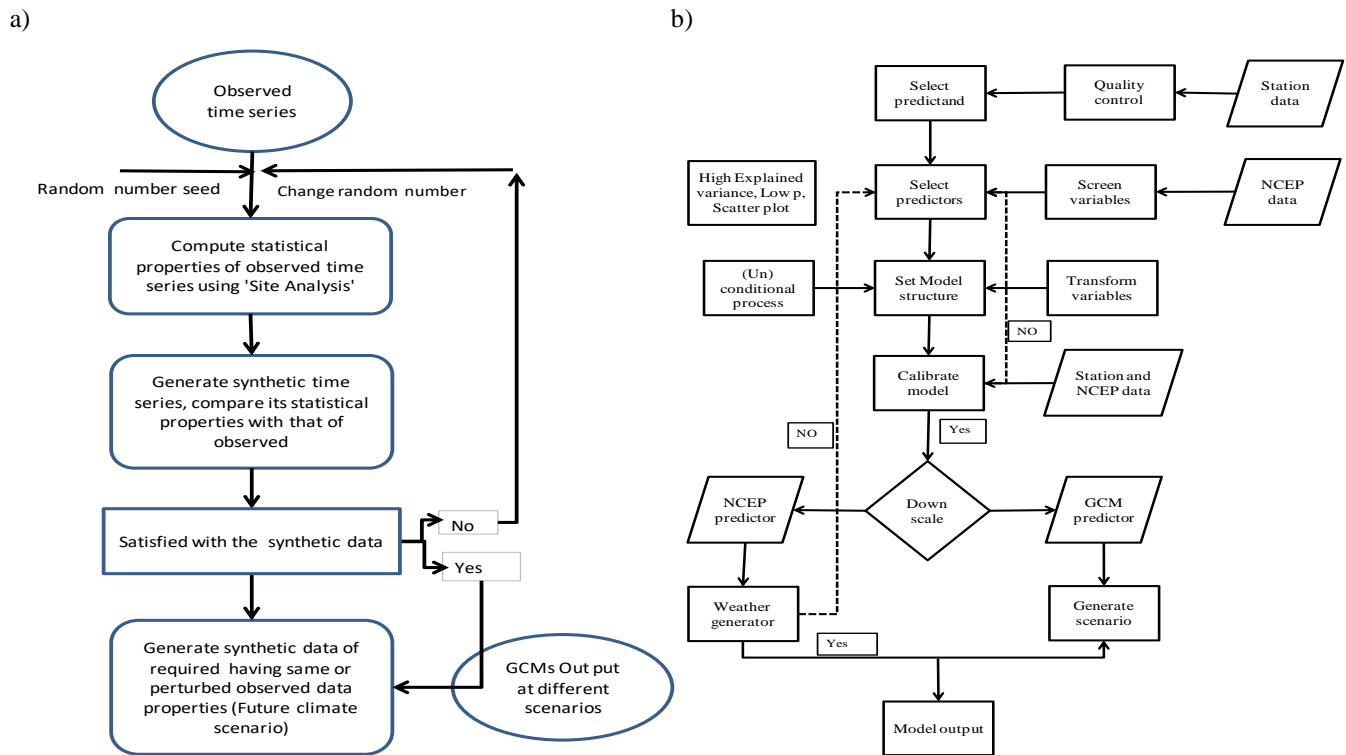 a)
Observed
time series
Random number seed
Change random number
Compute statistical
properties of observed time
series using 'Site Analysis'
Generate synthetic time
series, compare its statistical
properties with that of
observed
Satisfied with the synthetic data
No
Yes
Generate synthetic data of
required having same or
perturbed observed data
properties (Future climate
scenario)
GCMs Out put
at different
scenarios
b)
Select
predictand
Quality
control
Station
data
High Explained
variance, Low p,
Scatter plot
Select
predictors
Screen
variables
NCEP
data
(Un)
conditional
process
Set Model
structure
Transform
variables
NO
Calibrate
model
Station and
NCEP data
NO
Yes
NCEP
predictor
Down
scale
GCM
predictor
Weather
generator
Generate
scenario
Yes
Model output